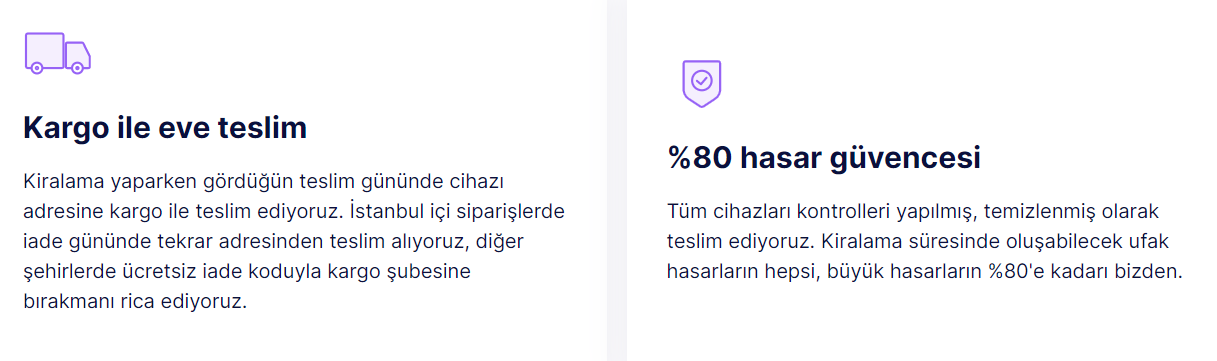 Kargo ile eve teslim
Kiralama yaparken gördüğün teslim gününde cihazı
adresine kargo ile teslim ediyoruz. İstanbul içi siparişlerde
iade gününde tekrar adresinden teslim alıyoruz, diğer
şehirlerde ücretsiz iade koduyla kargo şubesine
bırakmanı rica ediyoruz.
%80 hasar güvencesi
Tüm cihazları kontrolleri yapılmış, temizlenmiş olarak
teslim ediyoruz. Kiralama süresinde oluşabilecek ufak
hasarların hepsi, büyük hasarların %80'e kadarı bizden.